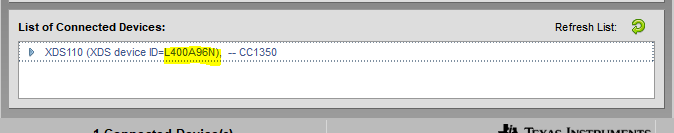 List of Connected Devices:
Refresh List:
XDS110 (XDS device ID=L400A96N), -- CC1350
1 Connected Device(s)
TEXAS INSTRUMENTS